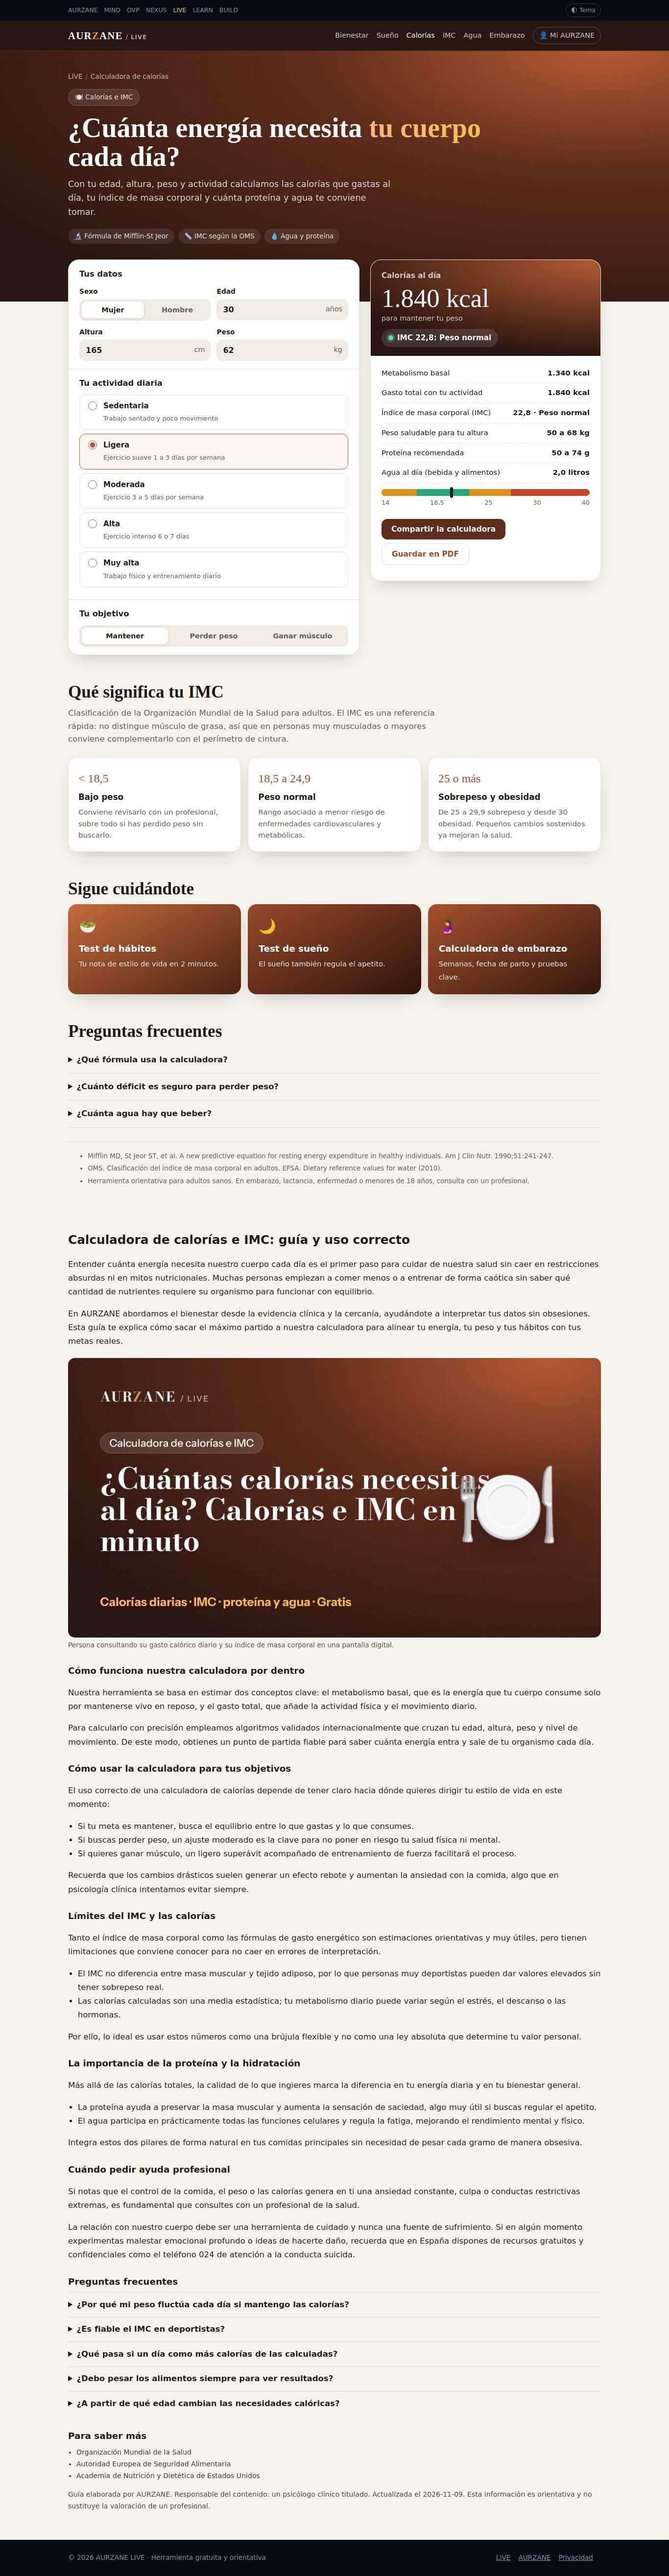 AURZANE MIND OVP NEXUS LIVE LEARN BUILD
Tema
AURZANE / LIVE
Bienestar Sueño Calorías IMC Agua Embarazo Mi AURZANE
LIVE / Calculadora de calorías
Calorías e IMC
¿Cuánta energía necesita tu cuerpo
cada día?
Con tu edad, altura, peso y actividad calculamos las calorías que gastas al
día, tu índice de masa corporal y cuánta proteína y agua te conviene
tomar.
Fórmula de Mifflin-St Jeor IMC según la OMS Agua y proteína
Tus datos
Sexo Edad
Mujer Hombre 30 años
Altura Peso
165 cm 62 kg
Tu actividad diaria
Sedentaria
Trabajo sentado y poco movimiento
Ligera
Ejercicio suave 1 a 3 días por semana
Moderada
Ejercicio 3 a 5 días por semana
Alta
Ejercicio intenso 6 o 7 días
Muy alta
Trabajo físico y entrenamiento diario
Tu objetivo
Mantener Perder peso Ganar músculo
Calorías al día
1.840 kcal
para mantener tu peso
IMC 22,8: Peso normal
Metabolismo basal 1.340 kcal
Gasto total con tu actividad 1.840 kcal
Índice de masa corporal (IMC) 22,8 · Peso normal
Peso saludable para tu altura 50 a 68 kg
Proteína recomendada 50 a 74 g
Agua al día (bebida y alimentos) 2,0 litros
14 18,5 25 30 40
Compartir la calculadora
Guardar en PDF
Qué significa tu IMC
Clasificación de la Organización Mundial de la Salud para adultos. El IMC es una referencia
rápida: no distingue músculo de grasa, así que en personas muy musculadas o mayores
conviene complementarlo con el perímetro de cintura.
< 18,5
Bajo peso
Conviene revisarlo con un profesional,
sobre todo si has perdido peso sin
buscarlo.
18,5 a 24,9
Peso normal
Rango asociado a menor riesgo de
enfermedades cardiovasculares y
metabólicas.
25 o más
Sobrepeso y obesidad
De 25 a 29,9 sobrepeso y desde 30
obesidad. Pequeños cambios sostenidos
ya mejoran la salud.
Sigue cuidándote
Test de hábitos
Tu nota de estilo de vida en 2 minutos.
Test de sueño
El sueño también regula el apetito.
Calculadora de embarazo
Semanas, fecha de parto y pruebas
clave.
Preguntas frecuentes
¿Qué fórmula usa la calculadora?
¿Cuánto déficit es seguro para perder peso?
¿Cuánta agua hay que beber?
• Mifflin MD, St Jeor ST, et al. A new predictive equation for resting energy expenditure in healthy individuals. Am J Clin Nutr. 1990;51:241-247.
• OMS. Clasificación del índice de masa corporal en adultos. EFSA. Dietary reference values for water (2010).
• Herramienta orientativa para adultos sanos. En embarazo, lactancia, enfermedad o menores de 18 años, consulta con un profesional.
Calculadora de calorías e IMC: guía y uso correcto
Entender cuánta energía necesita nuestro cuerpo cada día es el primer paso para cuidar de nuestra salud sin caer en restricciones
absurdas ni en mitos nutricionales. Muchas personas empiezan a comer menos o a entrenar de forma caótica sin saber qué
cantidad de nutrientes requiere su organismo para funcionar con equilibrio.
En AURZANE abordamos el bienestar desde la evidencia clínica y la cercanía, ayudándote a interpretar tus datos sin obsesiones.
Esta guía te explica cómo sacar el máximo partido a nuestra calculadora para alinear tu energía, tu peso y tus hábitos con tus
metas reales.
AURZANE / LIVE
Calculadora de calorías e IMC
¿Cuántas calorías necesitas
al día? Calorías e IMC en 1
minuto
Calorías diarias · IMC · proteína y agua · Gratis
Persona consultando su gasto calórico diario y su índice de masa corporal en una pantalla digital.
Cómo funciona nuestra calculadora por dentro
Nuestra herramienta se basa en estimar dos conceptos clave: el metabolismo basal, que es la energía que tu cuerpo consume solo
por mantenerse vivo en reposo, y el gasto total, que añade la actividad física y el movimiento diario.
Para calcularlo con precisión empleamos algoritmos validados internacionalmente que cruzan tu edad, altura, peso y nivel de
movimiento. De este modo, obtienes un punto de partida fiable para saber cuánta energía entra y sale de tu organismo cada día.
Cómo usar la calculadora para tus objetivos
El uso correcto de una calculadora de calorías depende de tener claro hacia dónde quieres dirigir tu estilo de vida en este
momento:
• Si tu meta es mantener, busca el equilibrio entre lo que gastas y lo que consumes.
• Si buscas perder peso, un ajuste moderado es la clave para no poner en riesgo tu salud física ni mental.
• Si quieres ganar músculo, un ligero superávit acompañado de entrenamiento de fuerza facilitará el proceso.
Recuerda que los cambios drásticos suelen generar un efecto rebote y aumentan la ansiedad con la comida, algo que en
psicología clínica intentamos evitar siempre.
Límites del IMC y las calorías
Tanto el índice de masa corporal como las fórmulas de gasto energético son estimaciones orientativas y muy útiles, pero tienen
limitaciones que conviene conocer para no caer en errores de interpretación.
• El IMC no diferencia entre masa muscular y tejido adiposo, por lo que personas muy deportistas pueden dar valores elevados sin
tener sobrepeso real.
• Las calorías calculadas son una media estadística; tu metabolismo diario puede variar según el estrés, el descanso o las
hormonas.
Por ello, lo ideal es usar estos números como una brújula flexible y no como una ley absoluta que determine tu valor personal.
La importancia de la proteína y la hidratación
Más allá de las calorías totales, la calidad de lo que ingieres marca la diferencia en tu energía diaria y en tu bienestar general.
• La proteína ayuda a preservar la masa muscular y aumenta la sensación de saciedad, algo muy útil si buscas regular el apetito.
• El agua participa en prácticamente todas las funciones celulares y regula la fatiga, mejorando el rendimiento mental y físico.
Integra estos dos pilares de forma natural en tus comidas principales sin necesidad de pesar cada gramo de manera obsesiva.
Cuándo pedir ayuda profesional
Si notas que el control de la comida, el peso o las calorías genera en ti una ansiedad constante, culpa o conductas restrictivas
extremas, es fundamental que consultes con un profesional de la salud.
La relación con nuestro cuerpo debe ser una herramienta de cuidado y nunca una fuente de sufrimiento. Si en algún momento
experimentas malestar emocional profundo o ideas de hacerte daño, recuerda que en España dispones de recursos gratuitos y
confidenciales como el teléfono 024 de atención a la conducta suicida.
Preguntas frecuentes
¿Por qué mi peso fluctúa cada día si mantengo las calorías?
¿Es fiable el IMC en deportistas?
¿Qué pasa si un día como más calorías de las calculadas?
¿Debo pesar los alimentos siempre para ver resultados?
¿A partir de qué edad cambian las necesidades calóricas?
Para saber más
• Organización Mundial de la Salud
• Autoridad Europea de Seguridad Alimentaria
• Academia de Nutrición y Dietética de Estados Unidos
Guía elaborada por AURZANE. Responsable del contenido: un psicólogo clínico titulado. Actualizada el 2026-11-09. Esta información es orientativa y no
sustituye la valoración de un profesional.
© 2026 AURZANE LIVE · Herramienta gratuita y orientativa
LIVE AURZANE Privacidad